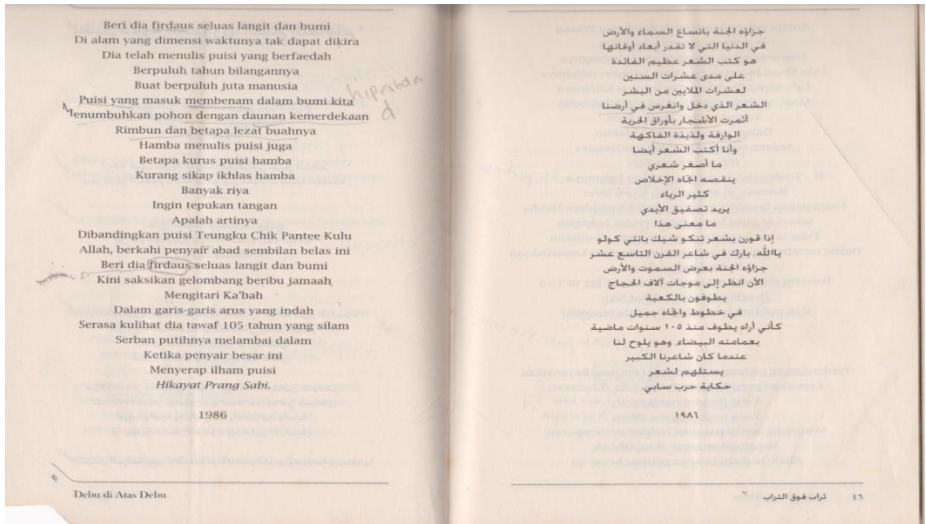 Beri dia firdaus seluas langit dan bumi
Di alam yang dimensi waktunya tak dapat dikira
Dia telah menulis puisi yang berfaedah
Berpuluh tahun bilangannya
Buat berpuluh juta manusia
Puisi yang masuk membenam dalam bumi kita
Menumbuhkan pohon dengan daunan kemerdekaan
Rimbun dan betapa lezat buahnya
Hamba menulis puisi juga
Betapa kurus puisi hamba
Kurang sikap ikhlas hamba
Banyak riya
Ingin tepukan tangan
Apalah artinya
Dibandingkan puisi Teungku Chik Pantee Kulu
Allah, berkahi penyair abad sembilan belas ini
Beri dia firdaus seluas langit dan bumi
Kini saksikan gelombang beribu jamaah
Mengitari Ka'bah
Dalam garis-garis arus yang indah
Serasa kulihat dia tawaf 105 tahun yang silam
Serban putihnya melambai dalam
Ketika penyair besar ini
Menyerap ilham puisi
Hikayat Prang Sabi.
1986
Debu di Atas Debu
جزاؤه الجنة باتساع السماء والأرض
في الدنيا التي لا تقدر أبعاد أوقاتها
هو كتب الشعر عظيم الفائدة
على مدى عشرات السنين
لعشرات الملايين من البشر
الشعر الذي دخل وانغرس في أرضنا
أثمرت الأشجار بأوراق الحرية
الوارفة ولذيذة الفاكهة
وأنا أكتب الشعر أيضا
ما أصغر شعري
ينقصه اتجاه الإخلاص
كثير الرياء
يريد تصفيق الأيدي
ما معنى هذا
إذا قورن بشعر تنكو شيك بانتي كولو
ياالله، بارك في شاعر القرن التاسع عشر
جزاؤه الجنة بعرض السموت والأرض
الآن انظر إلى موجات آلاف الحجاج
يطوفون بالكعبة
في خطوط واتجاه جميل
كأني أراه يطوف منذ ١٠٥ سنوات ماضية
بعمامته البيضاء، وهو يلوح لنا
عندما كان شاعرنا الكبير
يستلهم لشعر
حكاية حرب سابي
١٩٨٦
تراب فوق التراب ٤٦